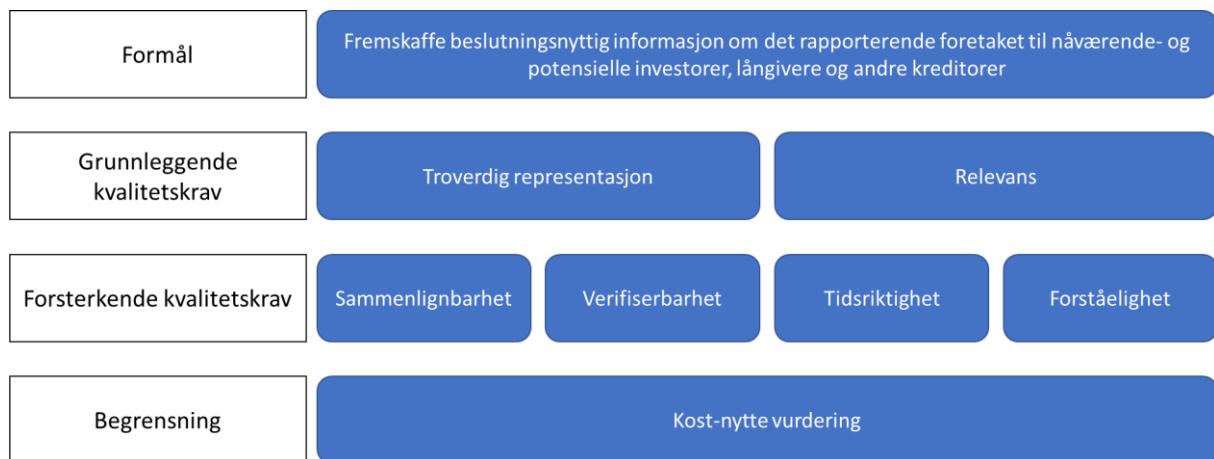 Formål
Fremskaffe beslutningsnyttig informasjon om det rapporterende foretaket til nåværende- og
potensielle investorer, långivere og andre kreditorer
Grunnleggende
kvalitetskrav
Troverdig representasjon
Relevans
Forsterkende kvalitetskrav
Sammenlignbarhet
Verifiserbarhet
Tidsriktighet
Forståelighet
Begrensning
Kost-nytte vurdering